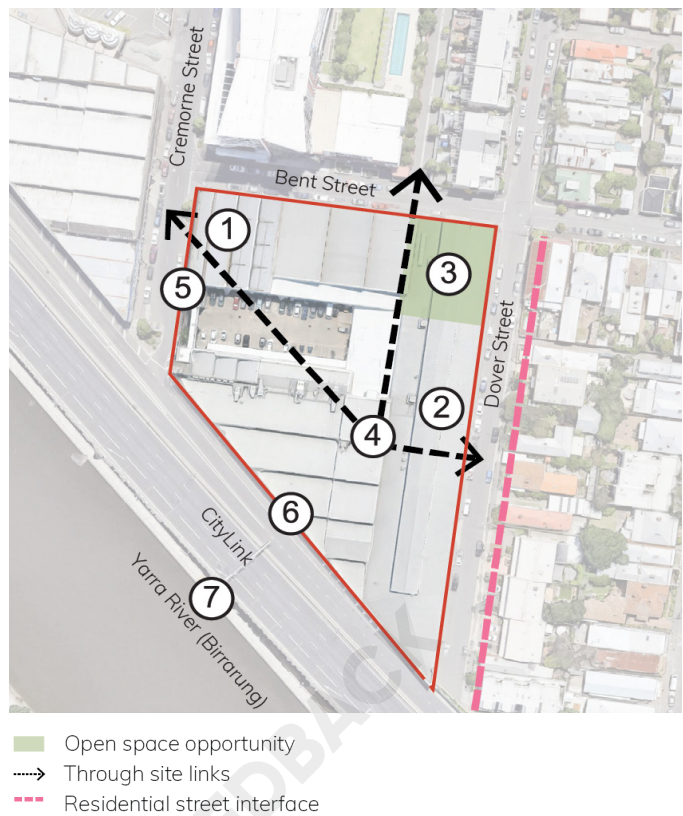 Cremorne Street
Bent Street
1
3
5
Dover Street
2
4
6
CityLink
7
Yarra River (Birrarung)
EDBACK
Open space opportunity
Through site links
Residential street interface